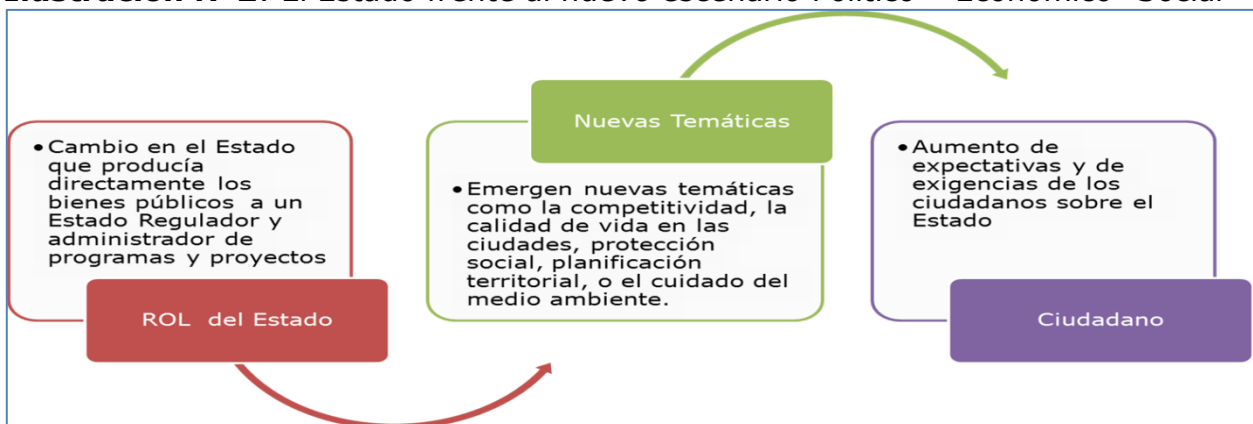 El Estado frente al nuevo escenario Político – Económico- Social
Nuevas Temáticas
•Cambio en el Estado
que producía
directamente los
bienes públicos a un
Estado Regulador y
administrador de
programas y proyectos
ROL del Estado
•Emergen nuevas temáticas
como la competitividad, la
calidad de vida en las
ciudades, protección
social, planificación
territorial, o el cuidado del
medio ambiente.
•Aumento de
expectativas y de
exigencias de los
ciudadanos sobre el
Estado
Ciudadano